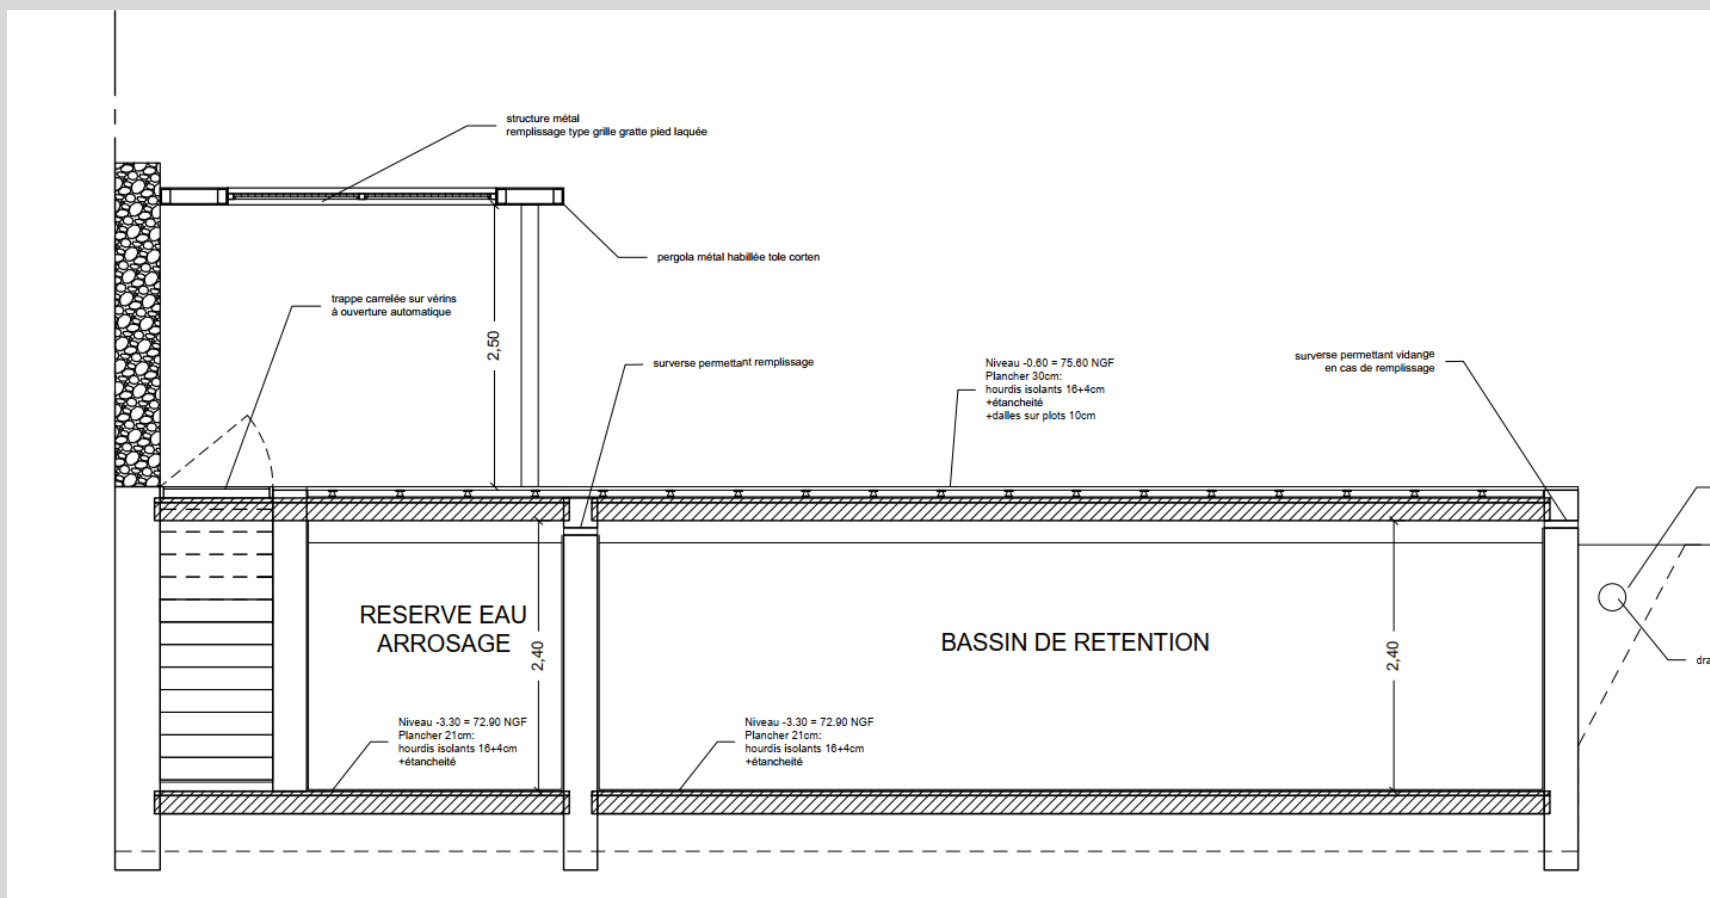 structure métal
remplissage type grille gratte pied laquée
pergola métal habillée tole corten
trappe carrelée sur vérins
à ouverture automatique
2,50
surverse permettant remplissage
Niveau -0.60 = 75.60 NGF
Plancher 30cm:
hourdis isolants 16+4cm
+étancheité
+dalles sur plots 10cm
surverse permettant vidange
en cas de remplissage
RESERVE EAU
ARROSAGE
2,40
BASSIN DE RETENTION
2,40
Niveau -3.30 = 72.90 NGF
Plancher 21cm:
hourdis isolants 16+4cm
+étancheité
Niveau -3.30 = 72.90 NGF
Plancher 21cm:
hourdis isolants 16+4cm
+étancheité